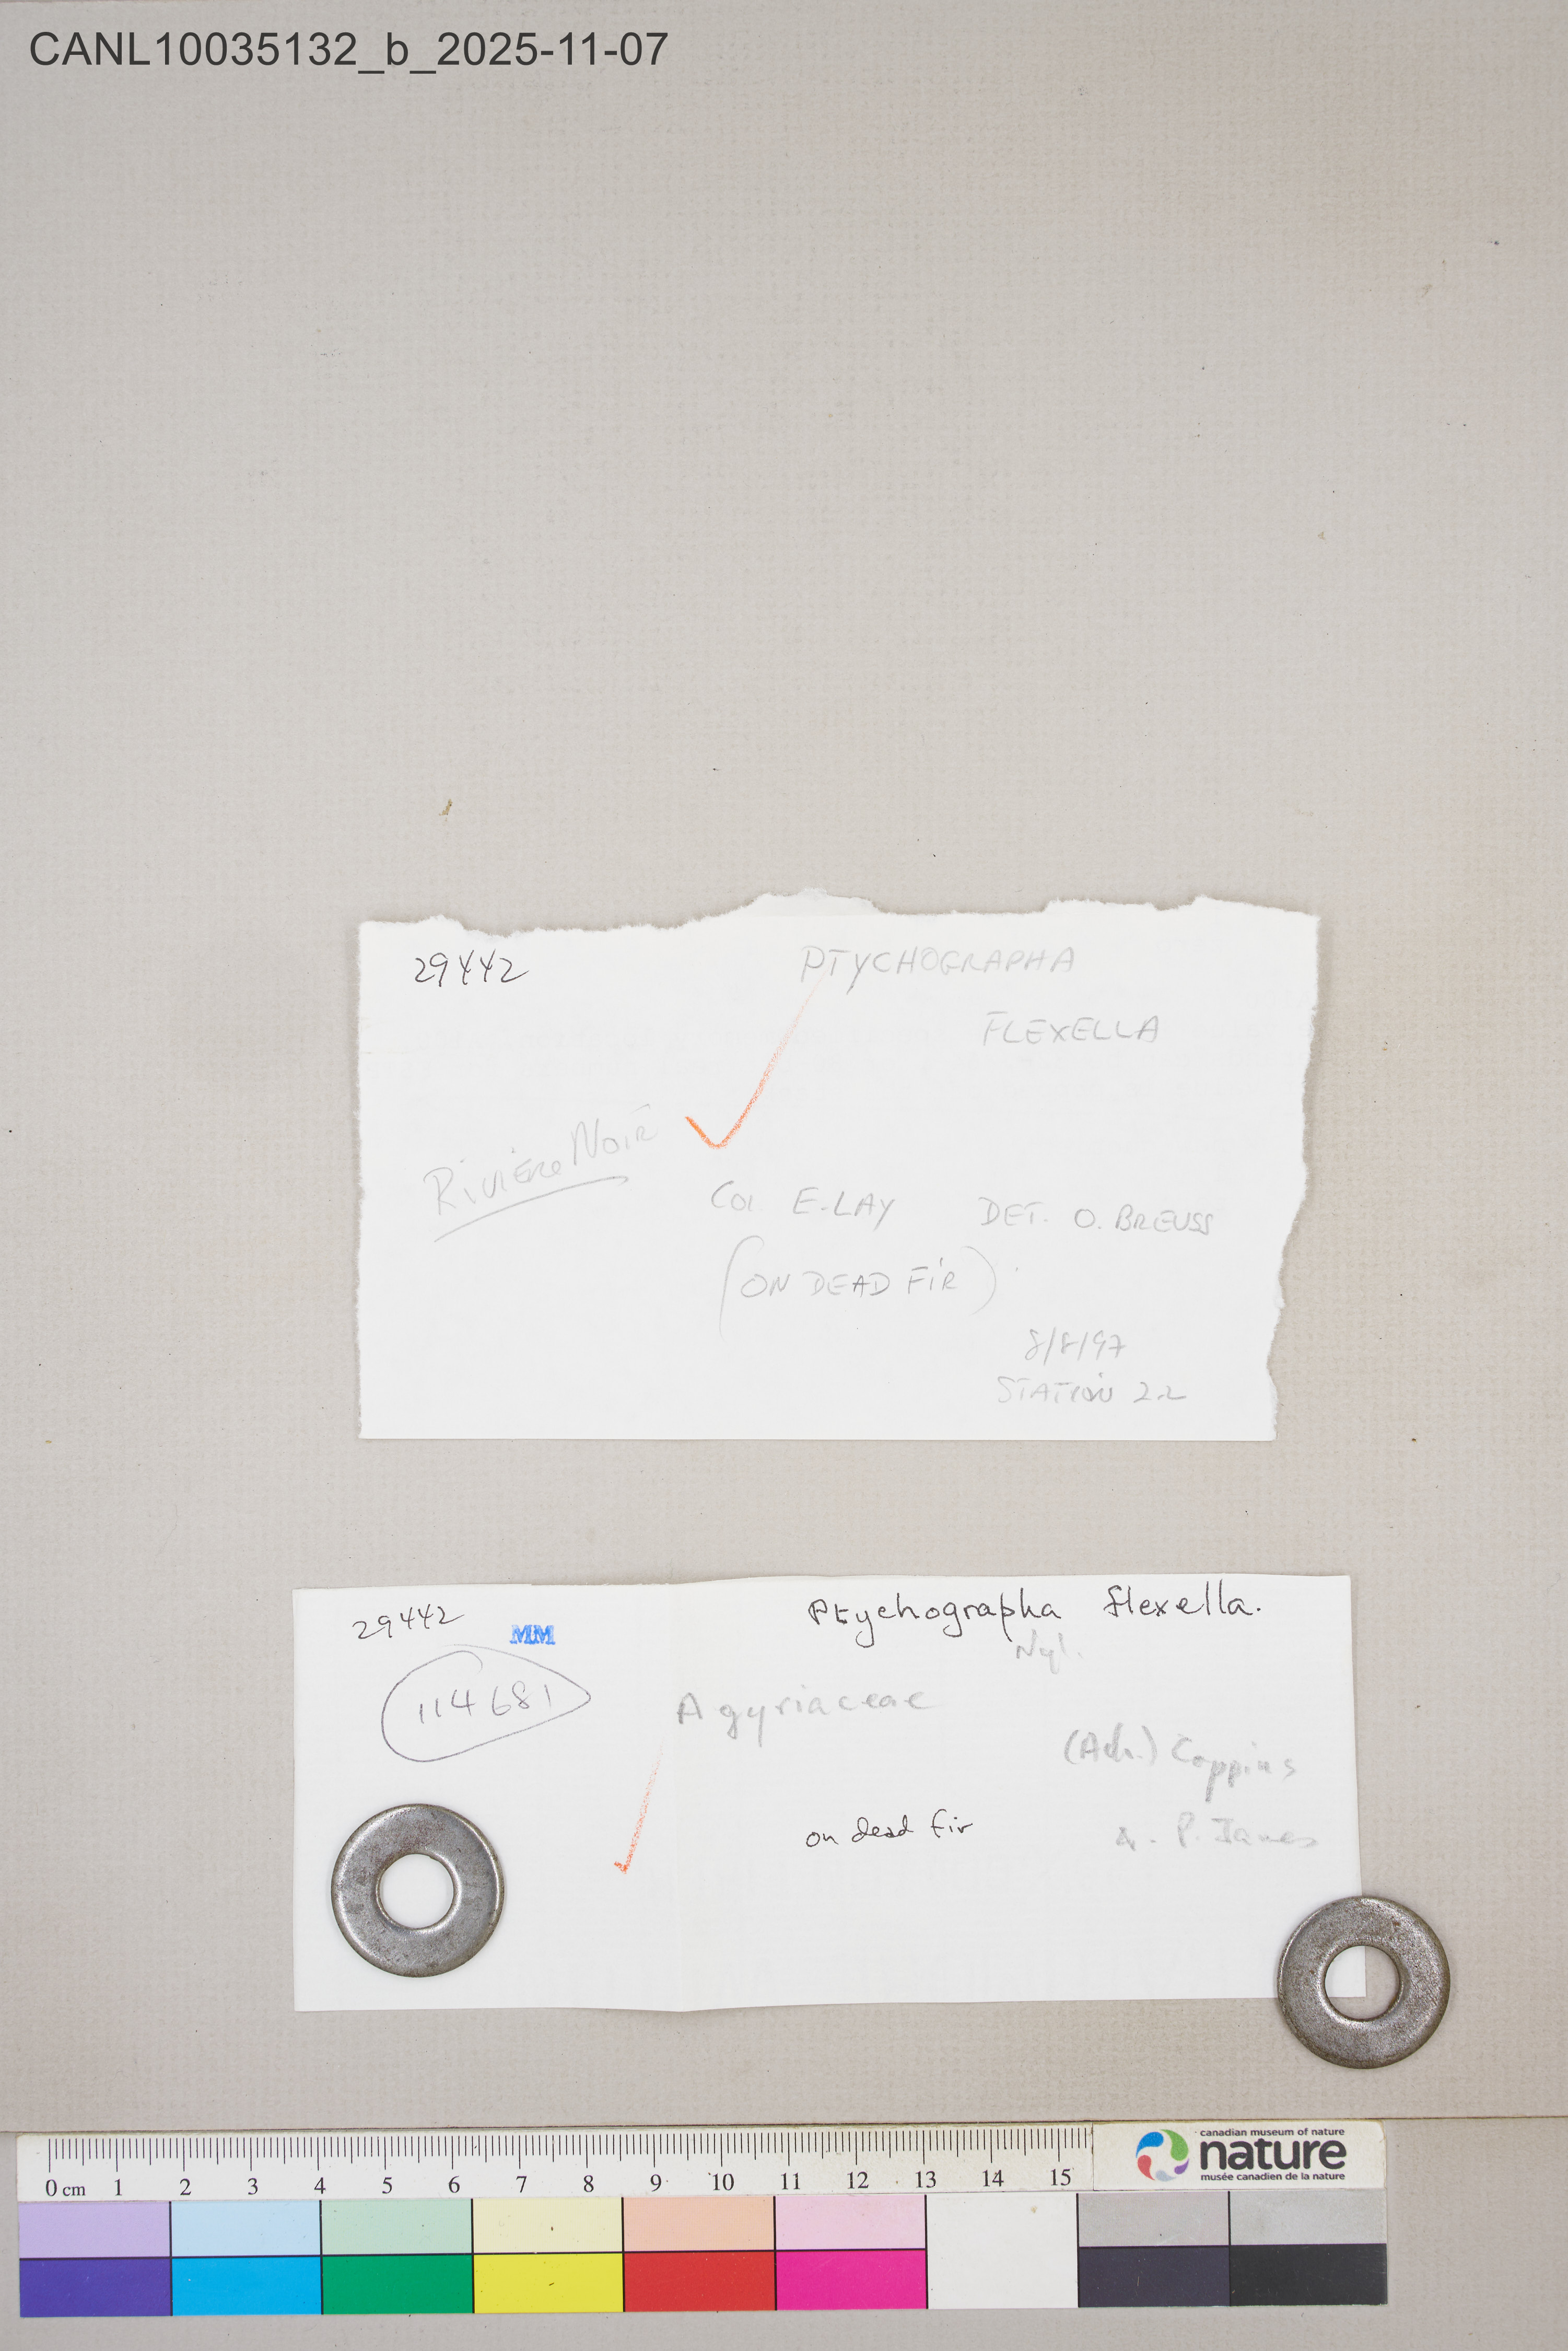 CANL10035132_b_2025-11-07
29442
PTYCHOGRAPHA
FLEXELLA
RiviERe NoiR
Col E. LAY DET. O. BREUSS
(ON DEAD FiR)
8/8/97
STATION 22
29442
MM
Ptychographa flexella.
Nyl.
114681
Agyriaceae
(Ach.) Coppins
on dead fir
&. P. James
0 cm 1 2 3 4 5 6 7 8 9 10 11 12 13 14 15
canadian museum of nature
nature
musée canadien de la nature